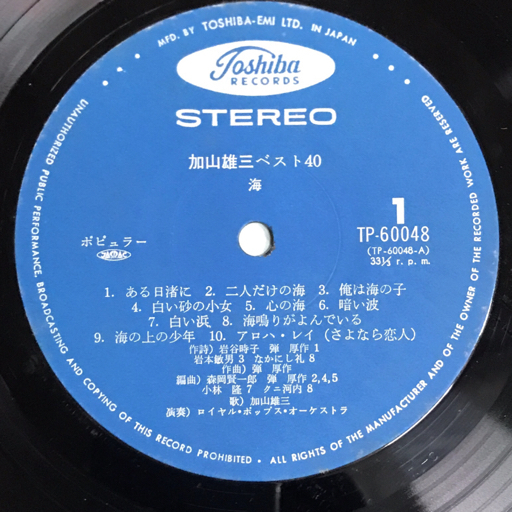 MFD. BY TOSHIBA-EMI LTD. IN JAPAN
Toshiba
RECORDS
STEREO
加山雄三ベスト40
海
1
TP-60048
(TP-60048-A)
33⅓ r. p. m.
ポピュラー
1. ある日渚に 2. 二人だけの海 3. 俺は海の子
4. 白い砂の少女 5. 心の海 6. 暗い波
7. 白い浜 8. 海鳴りがよんでいる
9. 海の上の少年 10. アロハ・レイ (さよなら恋人)
作詩) 岩谷時子 弾 厚作 1
岩本敏男 3 なかにし礼 8
作曲) 弾 厚作
編曲) 森岡賢一郎 弾 厚作 2,4,5
小林 隆 7 クニ河内 8
歌) 加山雄三
演奏) ロイヤル・ポップス・オーケストラ
UNAUTHORIZED PUBLIC PERFORMANCE, BROADCASTING AND COPYING OF THIS RECORD PROHIBITED • ALL RIGHTS OF THE MANUFACTURER AND OF THE OWNER OF THE RECORDED WORK ARE RESERVED